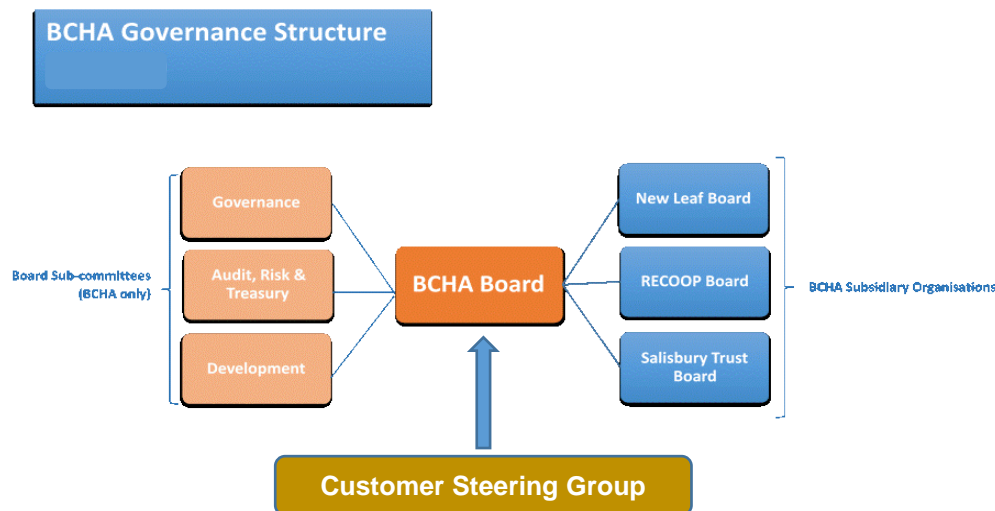 BCHA Governance Structure
Governance
New Leaf Board
Board Sub-committees
(BCHA only)
Audit, Risk &
Treasury
BCHA Board
RECOOP Board
BCHA Subsidiary Organisations
Development
Salisbury Trust
Board
Customer Steering Group